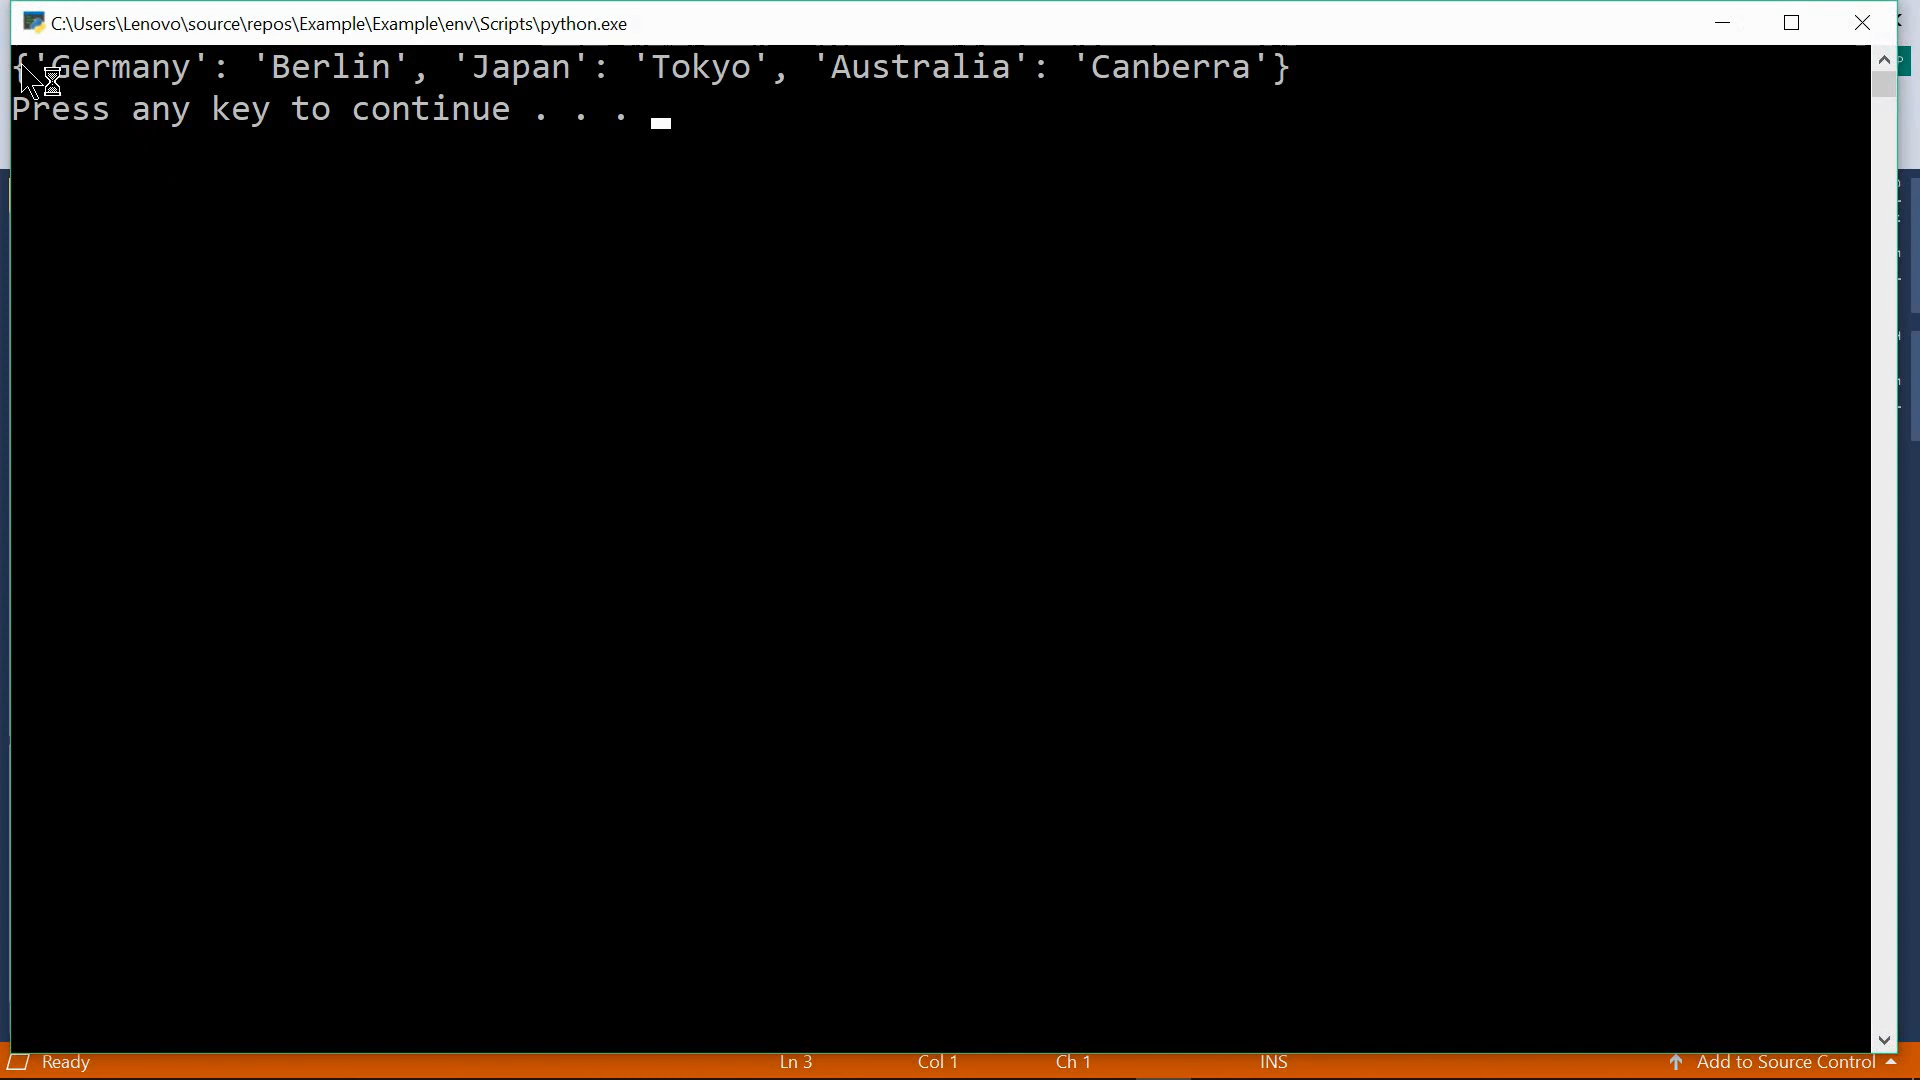 C:\Users\Lenovo\source\repos\Example\Example\env\Scripts\python.exe
{'Germany': 'Berlin', 'Japan': 'Tokyo', 'Australia': 'Canberra'}
Press any key to continue . . .
Ready Ln 3 Col 1 Ch 1 INS Add to Source Control